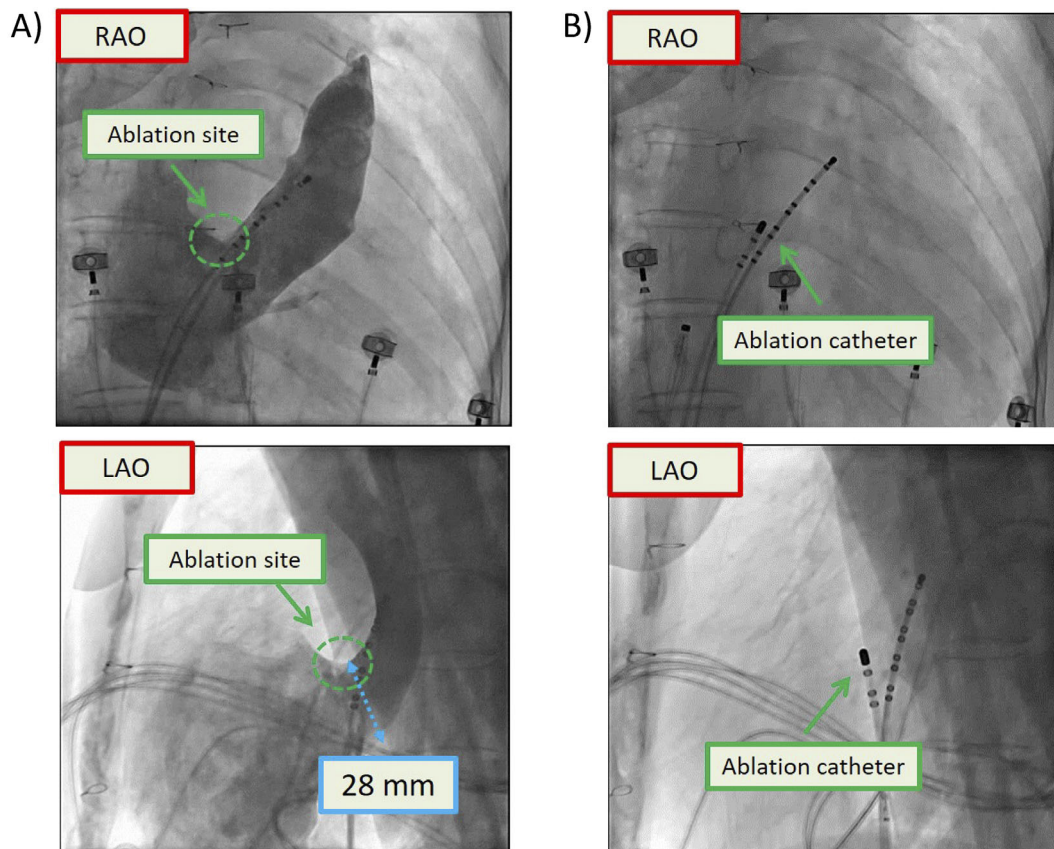 A)
RAO
Ablation site
LAO
Ablation site
28 mm
B)
RAO
Ablation catheter
LAO
Ablation catheter